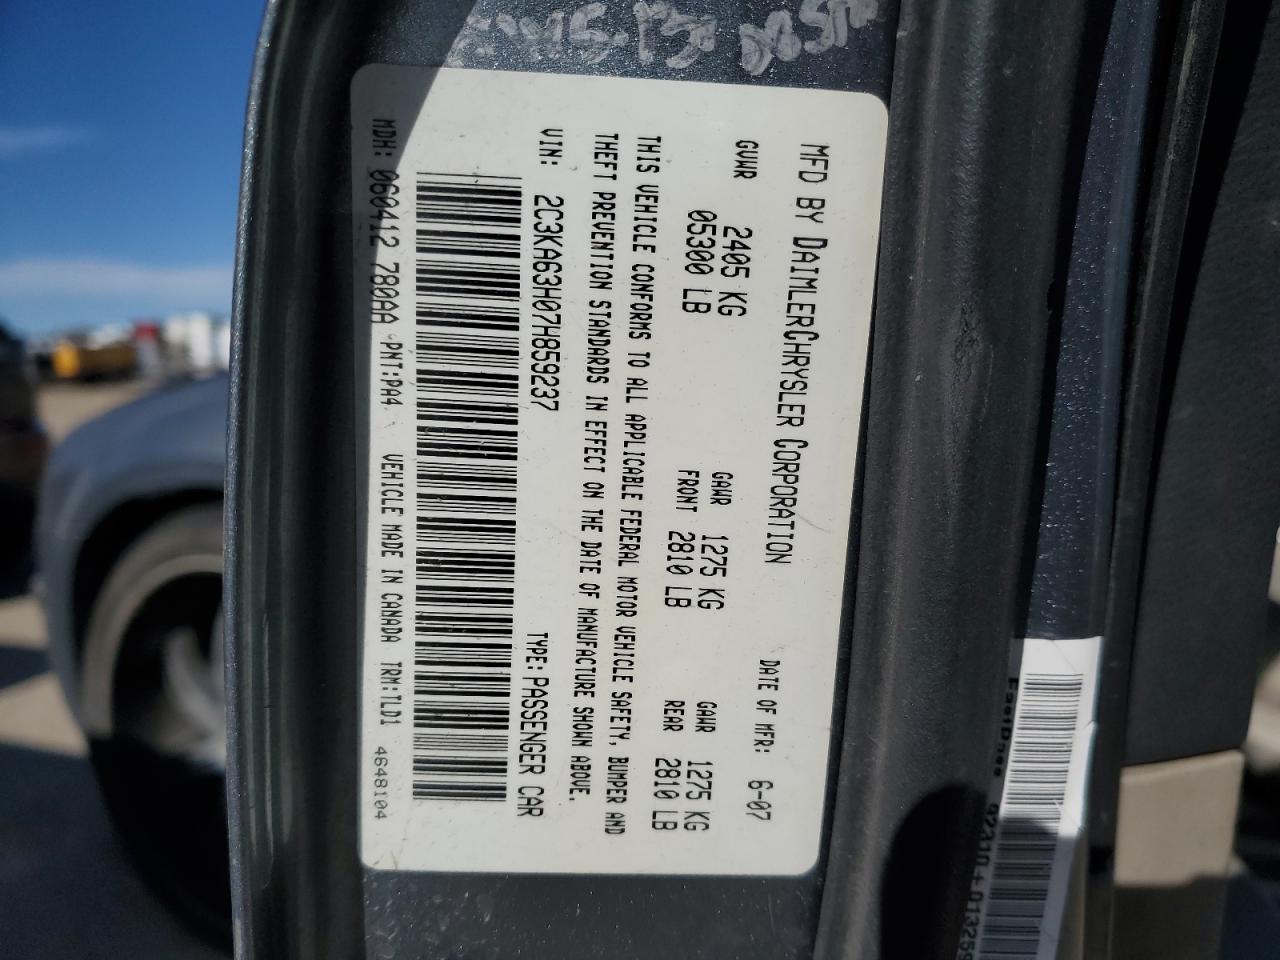 MFD BY DAIMLERCHRYSLER CORPORATION DATE OF MFR: 6-07
GVWR 2405 KG GAWR 1275 KG GAWR 1275 KG
05300 LB FRONT 2810 LB REAR 2810 LB
THIS VEHICLE CONFORMS TO ALL APPLICABLE FEDERAL MOTOR VEHICLE SAFETY, BUMPER AND
THEFT PREVENTION STANDARDS IN EFFECT ON THE DATE OF MANUFACTURE SHOWN ABOVE.
VIN: 2C3KA63H07H859237 TYPE: PASSENGER CAR
MDH: 060412 780AA PNT:PA4 VEHICLE MADE IN CANADA TRM:TLD1 4648104